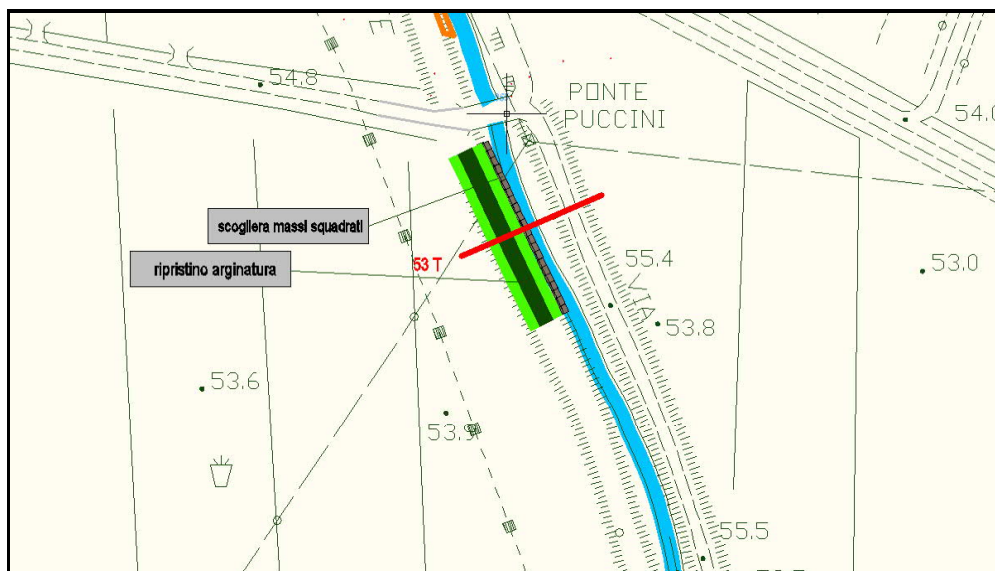 E
E
54.8
PONTE
PUCCINI
54.0
scogliera massi squadrati
ripristino arginatura
53 T
55.4
53.0
VIA
53.8
53.6
53.9
55.5